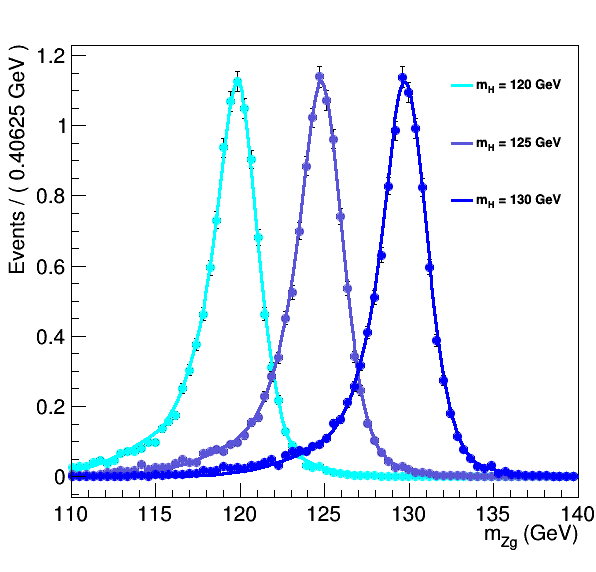 Events / ( 0.40625 GeV )
1.2
1
0.8
0.6
0.4
0.2
0
m_H = 120 GeV
m_H = 125 GeV
m_H = 130 GeV
110 115 120 125 130 135 140
m_Zg (GeV)